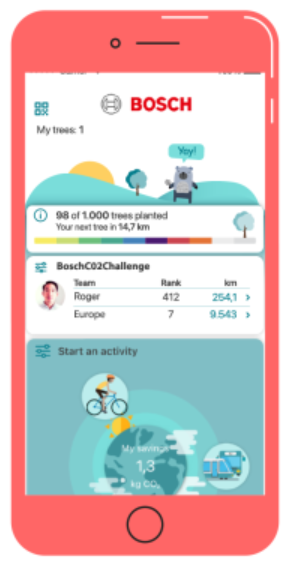 BOSCH
My trees: 1
Yay!
98 of 1.000 trees planted
Your next tree in 14,7 km
BoschC02Challenge
Team Rank km
Roger 412 254,1
Europe 7 9.543
Start an activity
My savings
1,3
kg CO₂